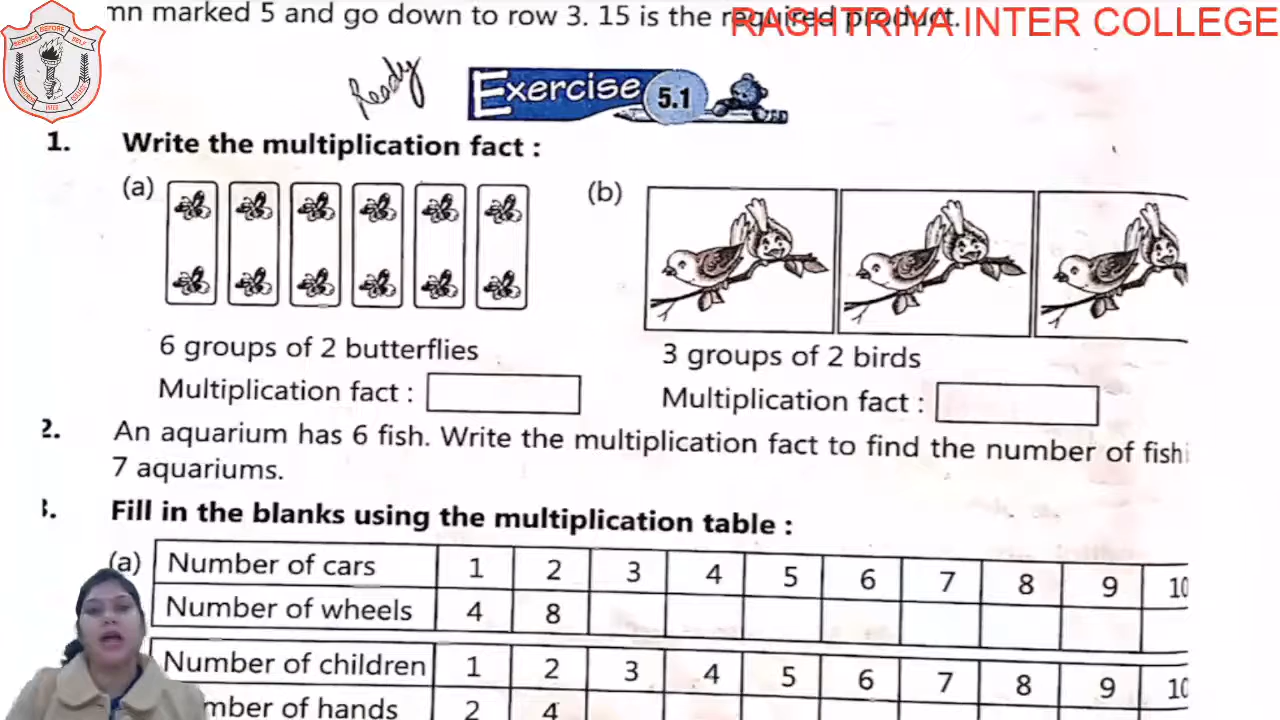 mn marked 5 and go down to row 3. 15 is the required product.
RASHTRIYA INTER COLLEGE
SERVICE BEFORE SELF
Ready
Exercise 5.1
1. Write the multiplication fact :
(a)
(b)
6 groups of 2 butterflies
3 groups of 2 birds
Multiplication fact :
Multiplication fact :
2. An aquarium has 6 fish. Write the multiplication fact to find the number of fish
7 aquariums.
Fill in the blanks using the multiplication table :
(a) Number of cars 1 2 3 4 5 6 7 8 9 10
Number of wheels 4 8
Number of children 1 2 3 4 5 6 7 8 9 10
mber of hands 2 4